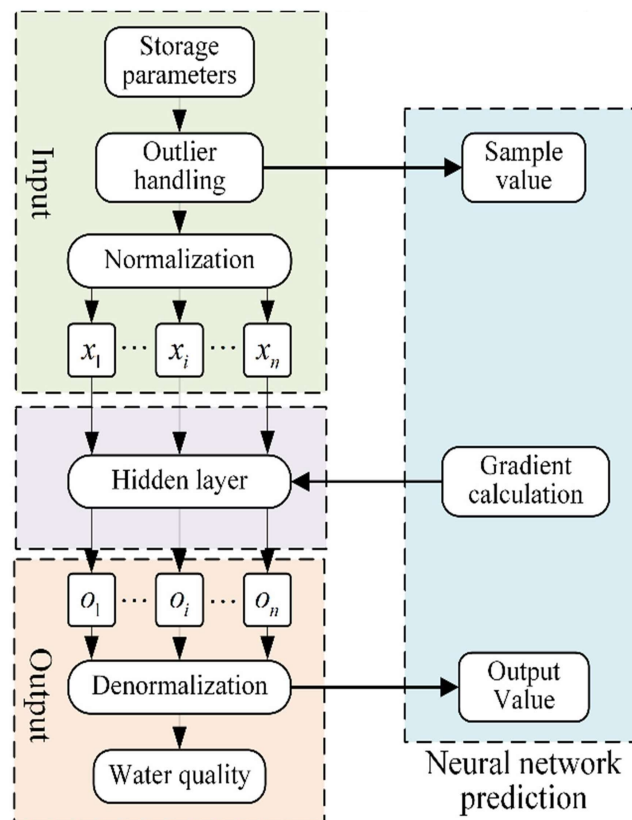 Storage
parameters
Input
Outlier
handling
Sample
value
Normalization
x₁ ··· xᵢ ··· xₙ
Hidden layer
Gradient
calculation
o₁ ··· oᵢ ··· oₙ
Output
Denormalization
Output
Value
Water quality
Neural network
prediction